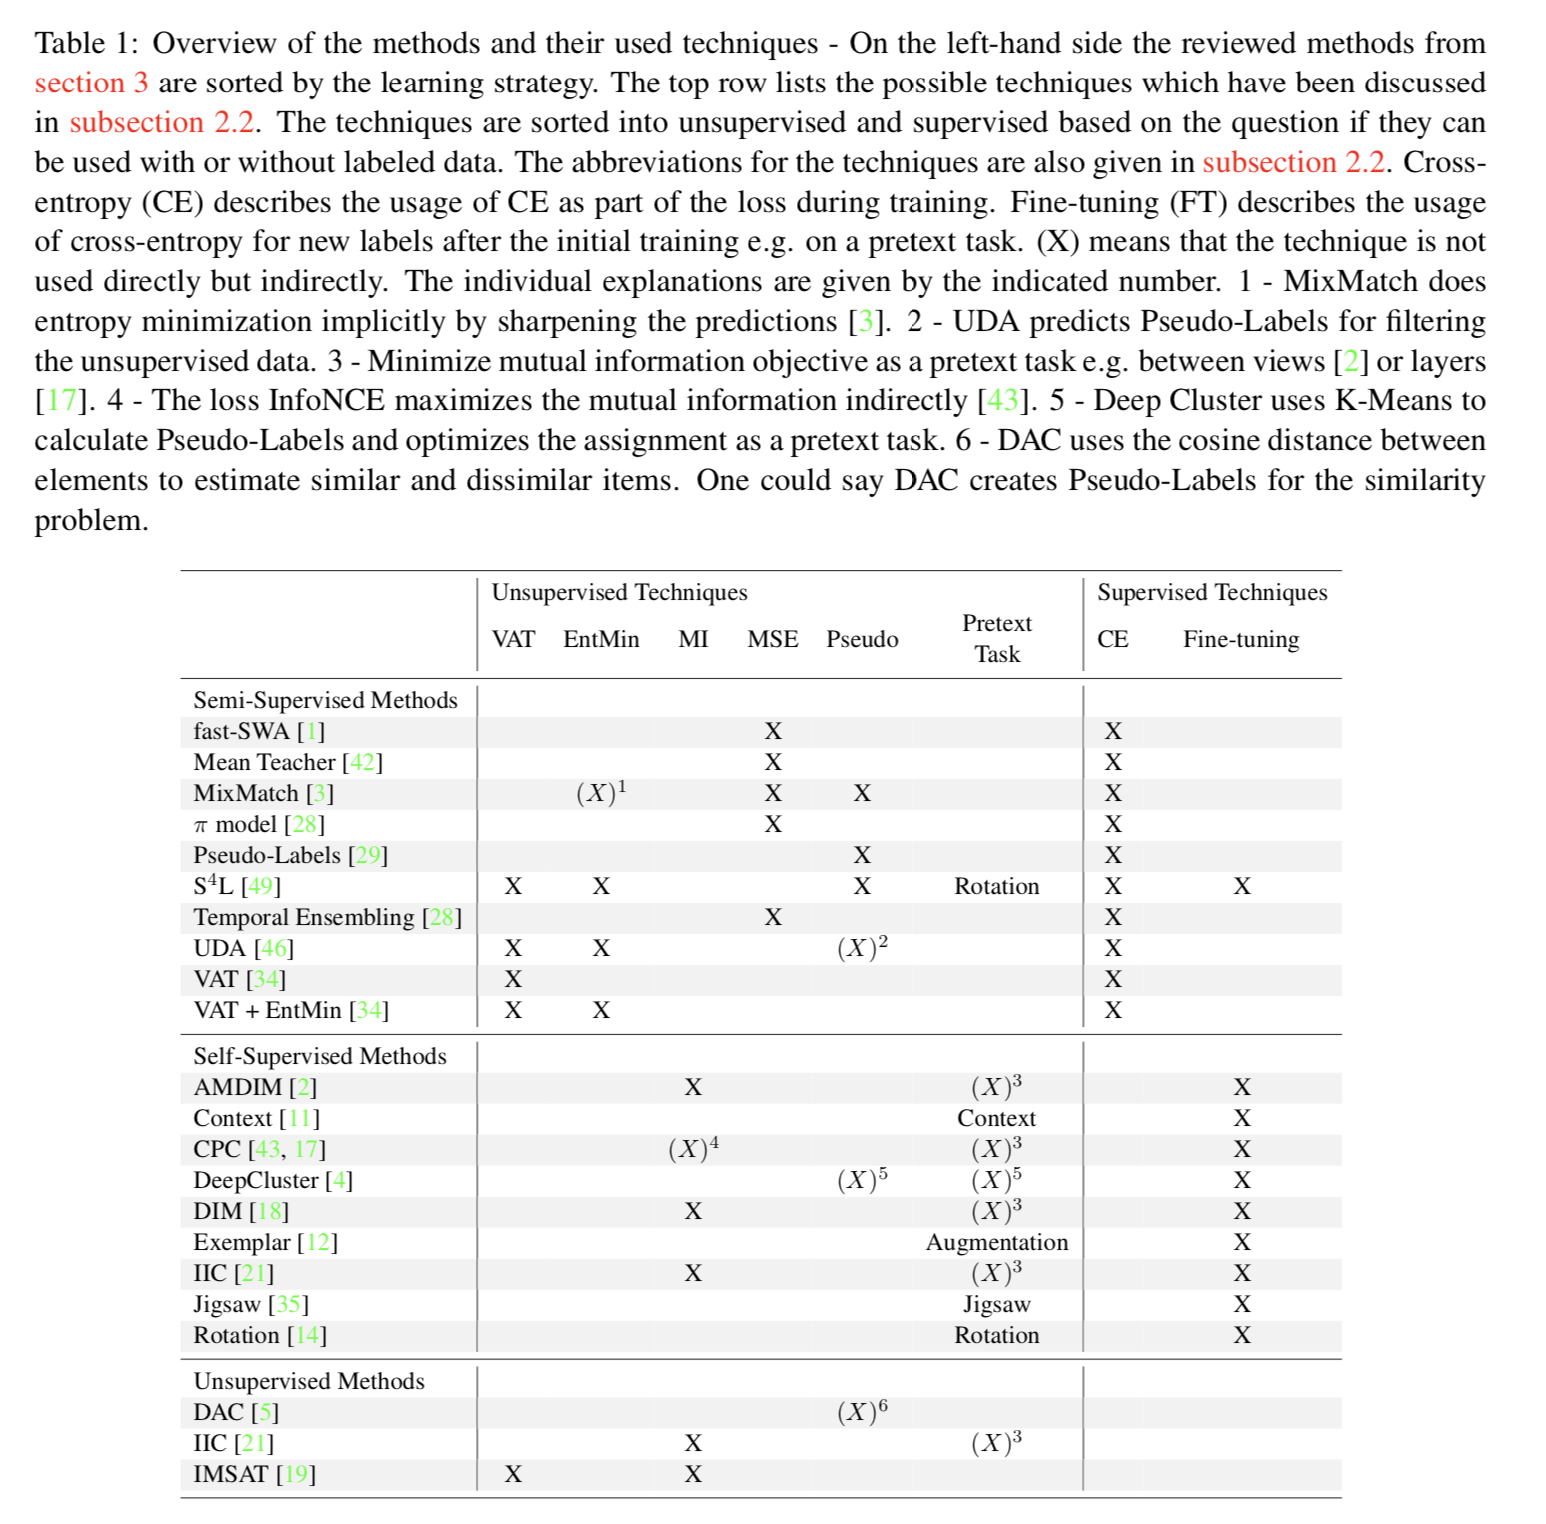 Table 1: Overview of the methods and their used techniques - On the left-hand side the reviewed methods from
section 3 are sorted by the learning strategy. The top row lists the possible techniques which have been discussed
in subsection 2.2. The techniques are sorted into unsupervised and supervised based on the question if they can
be used with or without labeled data. The abbreviations for the techniques are also given in subsection 2.2. Cross-
entropy (CE) describes the usage of CE as part of the loss during training. Fine-tuning (FT) describes the usage
of cross-entropy for new labels after the initial training e.g. on a pretext task. (X) means that the technique is not
used directly but indirectly. The individual explanations are given by the indicated number. 1 - MixMatch does
entropy minimization implicitly by sharpening the predictions [3]. 2 - UDA predicts Pseudo-Labels for filtering
the unsupervised data. 3 - Minimize mutual information objective as a pretext task e.g. between views [2] or layers
[17]. 4 - The loss InfoNCE maximizes the mutual information indirectly [43]. 5 - Deep Cluster uses K-Means to
calculate Pseudo-Labels and optimizes the assignment as a pretext task. 6 - DAC uses the cosine distance between
elements to estimate similar and dissimilar items. One could say DAC creates Pseudo-Labels for the similarity
problem.
Unsupervised Techniques Supervised Techniques
VAT EntMin MI MSE Pseudo Pretext Task CE Fine-tuning
Semi-Supervised Methods
fast-SWA [1] X X
Mean Teacher [42] X X
MixMatch [3] (X)¹ X X X
π model [28] X X
Pseudo-Labels [29] X X
S⁴L [49] X X X Rotation X X
Temporal Ensembling [28] X X
UDA [46] X X (X)² X
VAT [34] X X
VAT + EntMin [34] X X X
Self-Supervised Methods
AMDIM [2] X (X)³ X
Context [11] Context X
CPC [43, 17] (X)⁴ (X)³ X
DeepCluster [4] (X)⁵ (X)⁵ X
DIM [18] X (X)³ X
Exemplar [12] Augmentation X
IIC [21] X (X)³ X
Jigsaw [35] Jigsaw X
Rotation [14] Rotation X
Unsupervised Methods
DAC [5] (X)⁶
IIC [21] X (X)³
IMSAT [19] X X